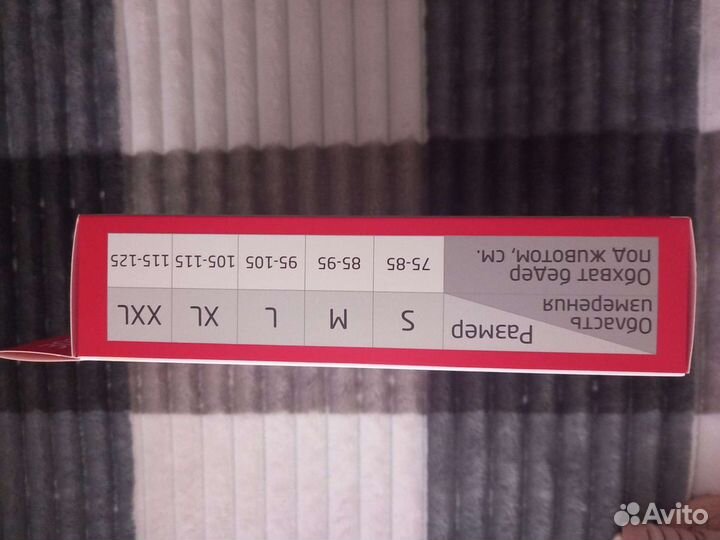 Область
измерения
Размер
S M L XL XXL
Обхват бедер
под животом, см.
75-85 85-95 95-105 105-115 115-125
Avito